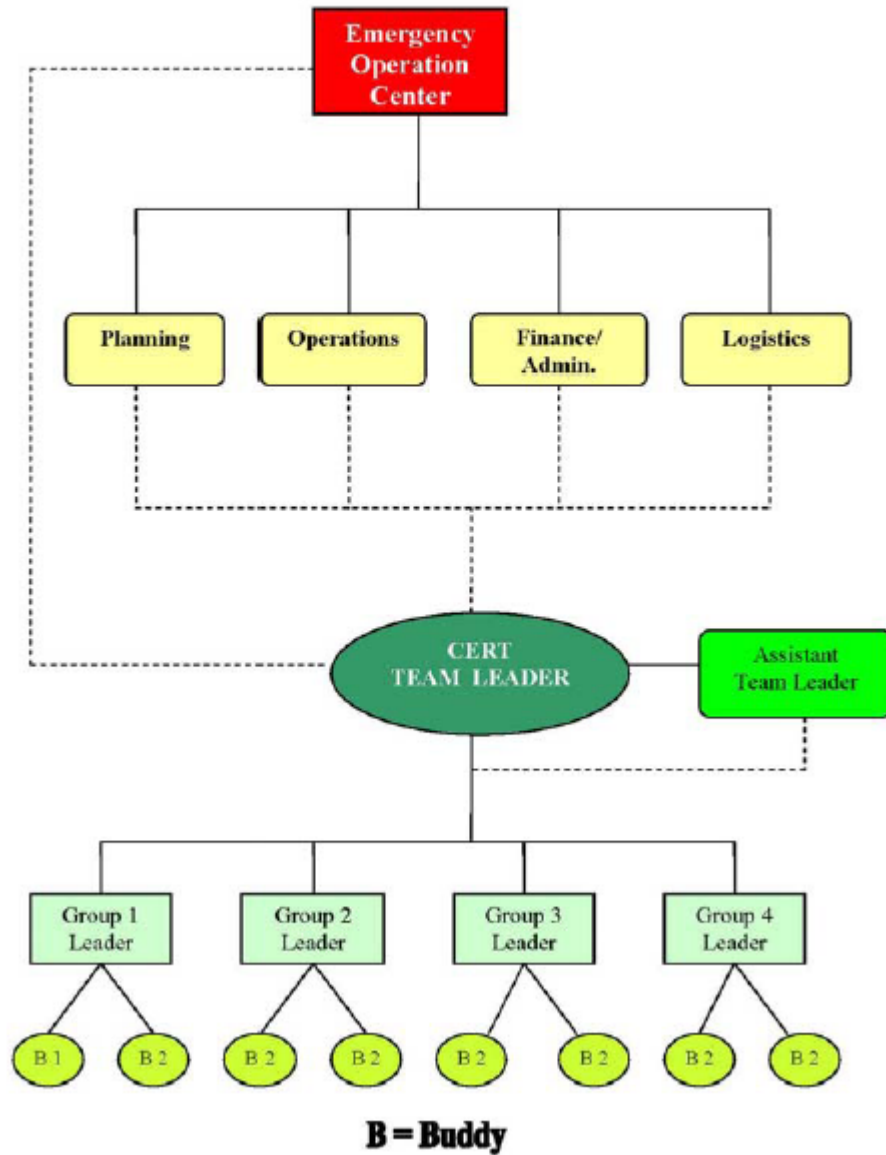 Emergency
Operation
Center
Planning
Operations
Finance/
Admin.
Logistics
CERT
TEAM LEADER
Assistant
Team Leader
Group 1
Leader
Group 2
Leader
Group 3
Leader
Group 4
Leader
B 1
B 2
B 2
B 2
B 2
B 2
B 2
B 2
B = Buddy